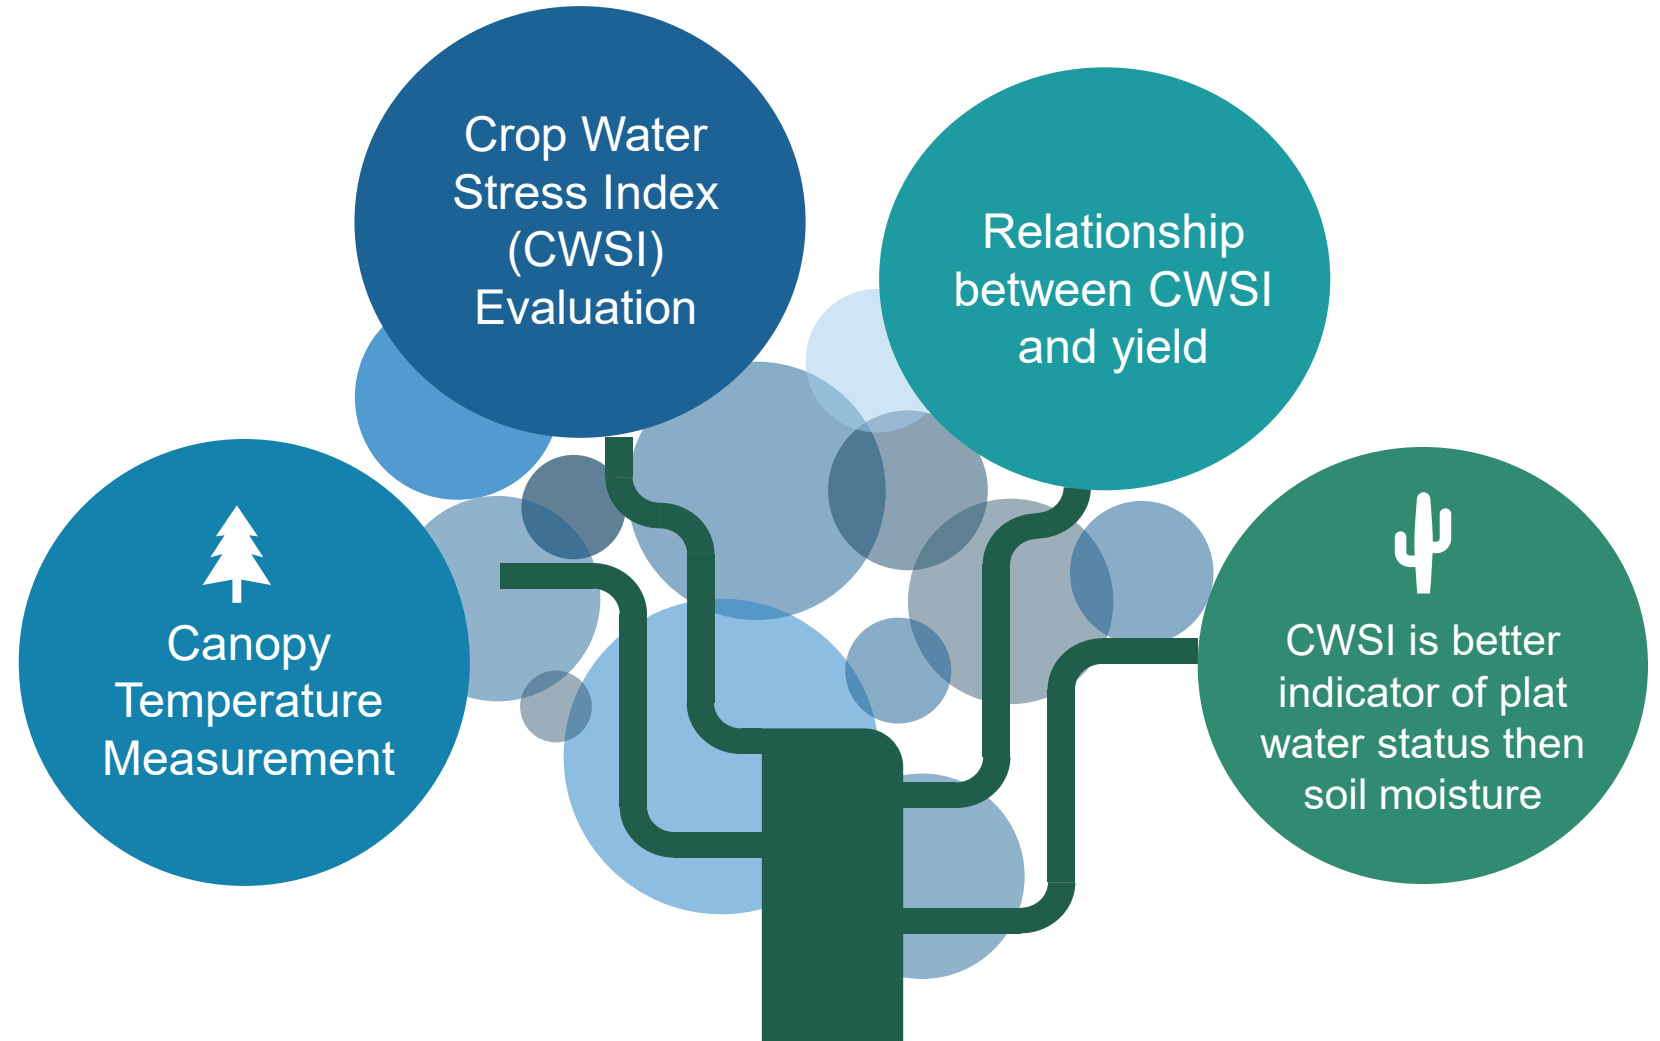 Crop Water
Stress Index
(CWSI)
Evaluation
Relationship
between CWSI
and yield
Canopy
Temperature
Measurement
CWSI is better
indicator of plat
water status then
soil moisture